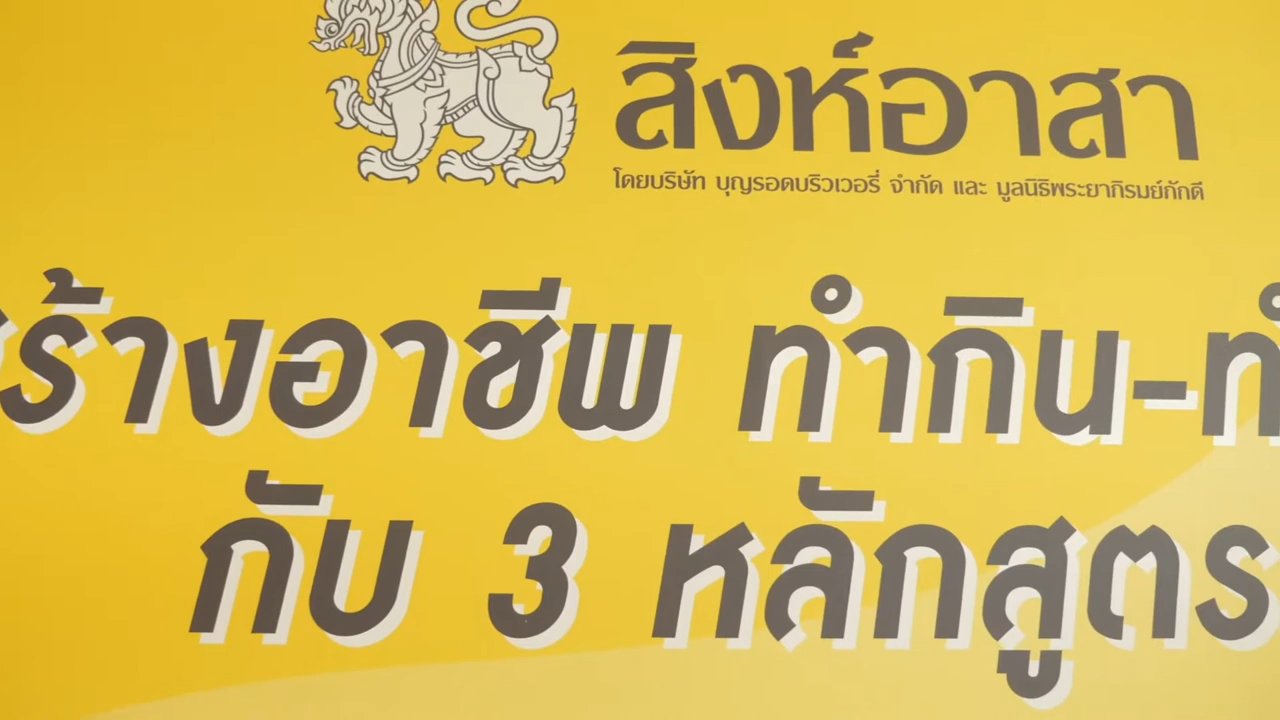 สิงห์อาสา
โดยบริษัท บุญรอดบริวเวอรี่ จำกัด และ มูลนิธิพระยาภิรมย์ภักดี
สร้างอาชีพ ทำกิน-
กับ 3 หลักสูตร